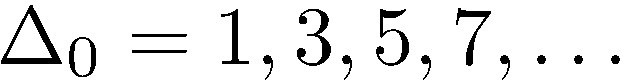 Δ₀ = 1, 3, 5, 7, . . .